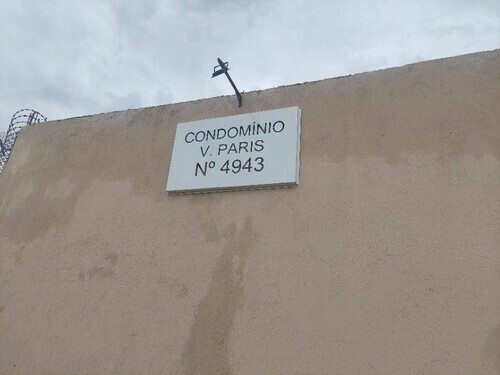 CONDOMÍNIO
V. PARIS
Nº 4943